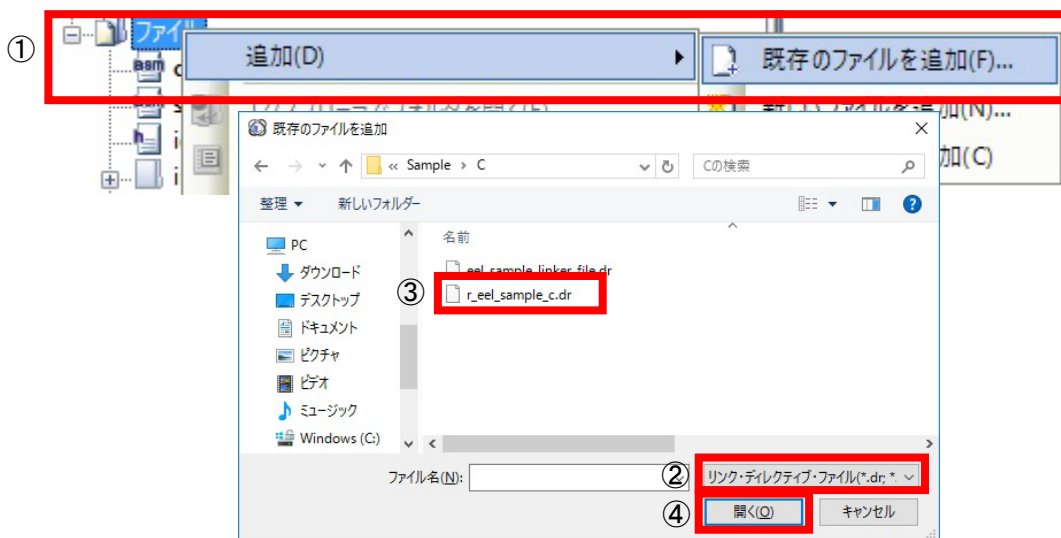 ①
ファイル
追加(D)
既存のファイルを追加(F)...
asm
加(N)...
加(C)
既存のファイルを追加
« Sample › C
Cの検索
整理 新しいフォルダー
PC
ダウンロード
デスクトップ
ドキュメント
ピクチャ
ビデオ
ミュージック
Windows (C:)
名前
eel_sample_linker_file.dr
③
r_eel_sample_c.dr
ファイル名(N):
②
リンク・ディレクティブ・ファイル(*.dr; *.
④
開く(O)
キャンセル